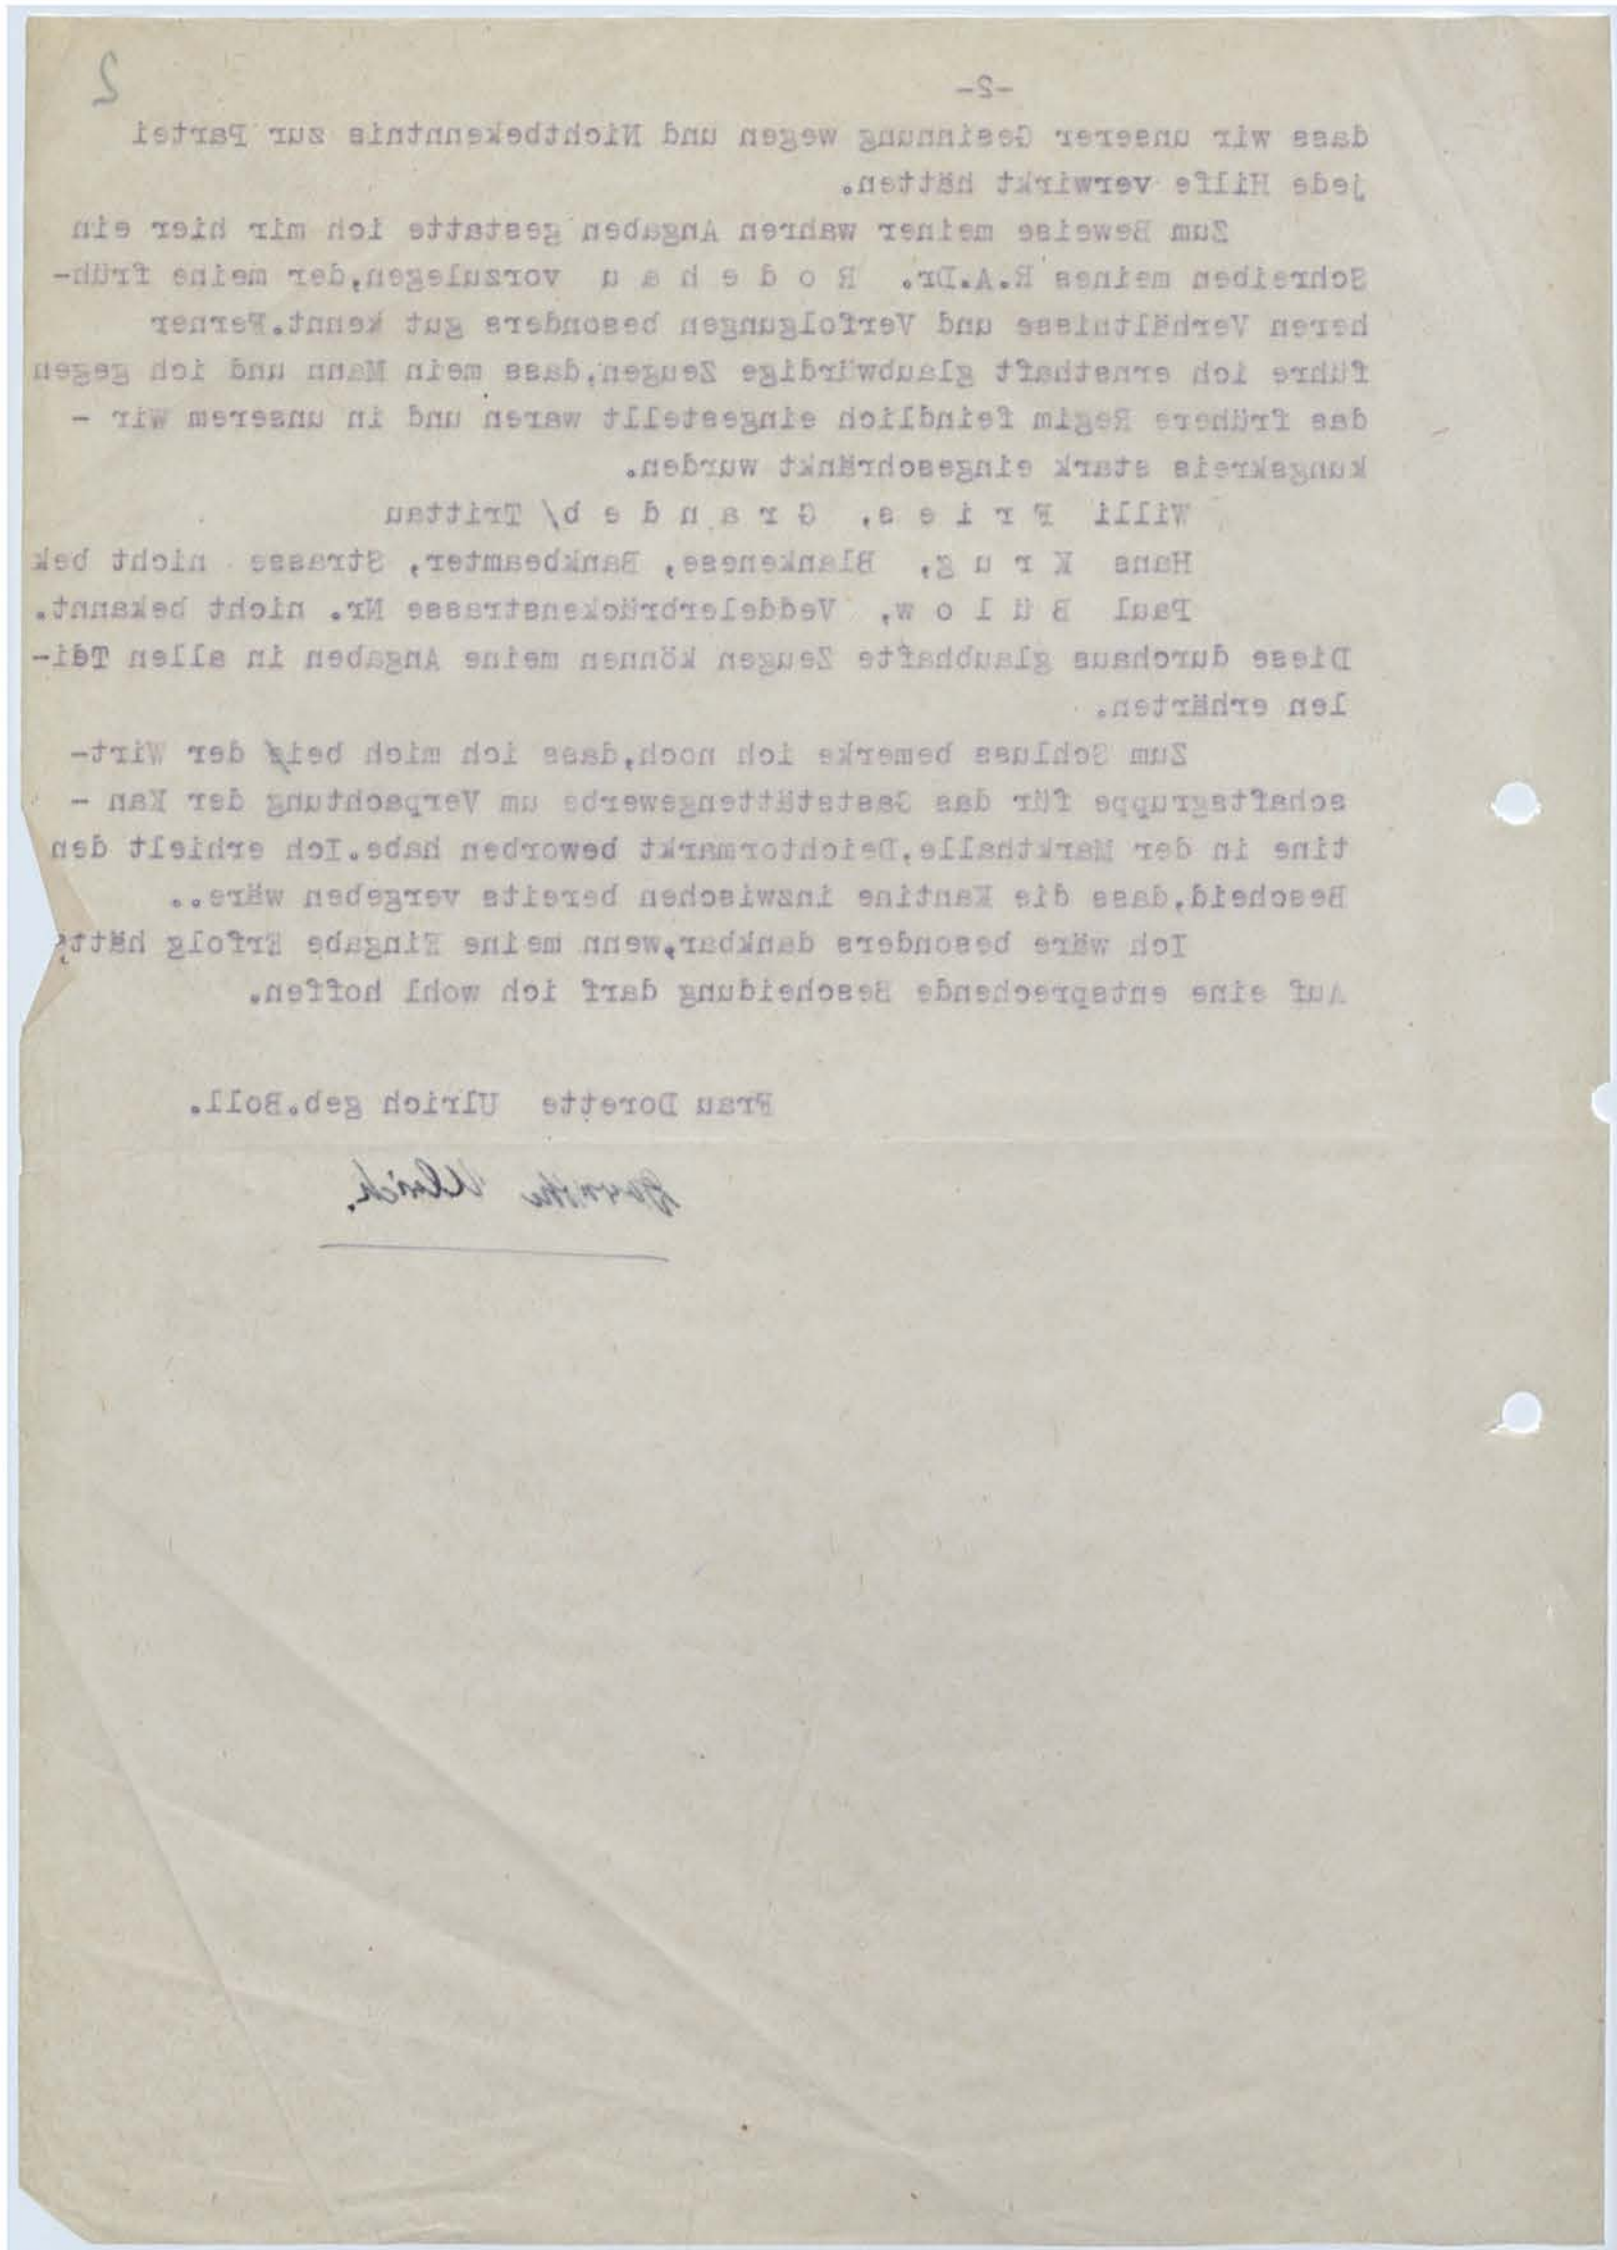 2
-2-
dass wir unserer Gesinnung wegen und Nichtbekenntnis zur Partei
jede Hilfe verwirkt hätten.
Zum Beweise meiner wahren Angaben gestatte ich mir hier ein
Schreiben meines R.A.Dr. R o d e h a u vorzulegen,der meine früh-
heren Verhältnisse und Verfolgungen besonders gut kennt.Ferner
führe ich ernsthaft glaubwürdige Zeugen,dass mein Mann und ich gegen
das frühere Regim feindlich eingestellt waren und in unserem Wir -
kungskreis stark eingeschränkt wurden.
Willi F r i e s, G r a n d e b/ Trittau
Hans K r u g, Blankenese, Bankbeamter, Strasse nicht bek
Paul B ü l o w, Veddelerbrückenstrasse Nr. nicht bekannt.
Diese durchaus glaubhafte Zeugen können meine Angaben in allen Tei-
len erhärten.
Zum Schluss bemerke ich noch,dass ich mich bei der Wirt-
schaftsgruppe für das Gaststättengewerbe um Verpachtung der Kan -
tine in der Markthalle,Deichtormarkt beworben habe.Ich erhielt den
Bescheid,dass die Kantine inzwischen bereits vergeben wäre..
Ich wäre besonders dankbar,wenn meine Eingabe Erfolg hätte
Auf eine entsprechende Bescheidung darf ich wohl hoffen.
Frau Dorette Ulrich geb.Boll.
Dorette Ulrich.